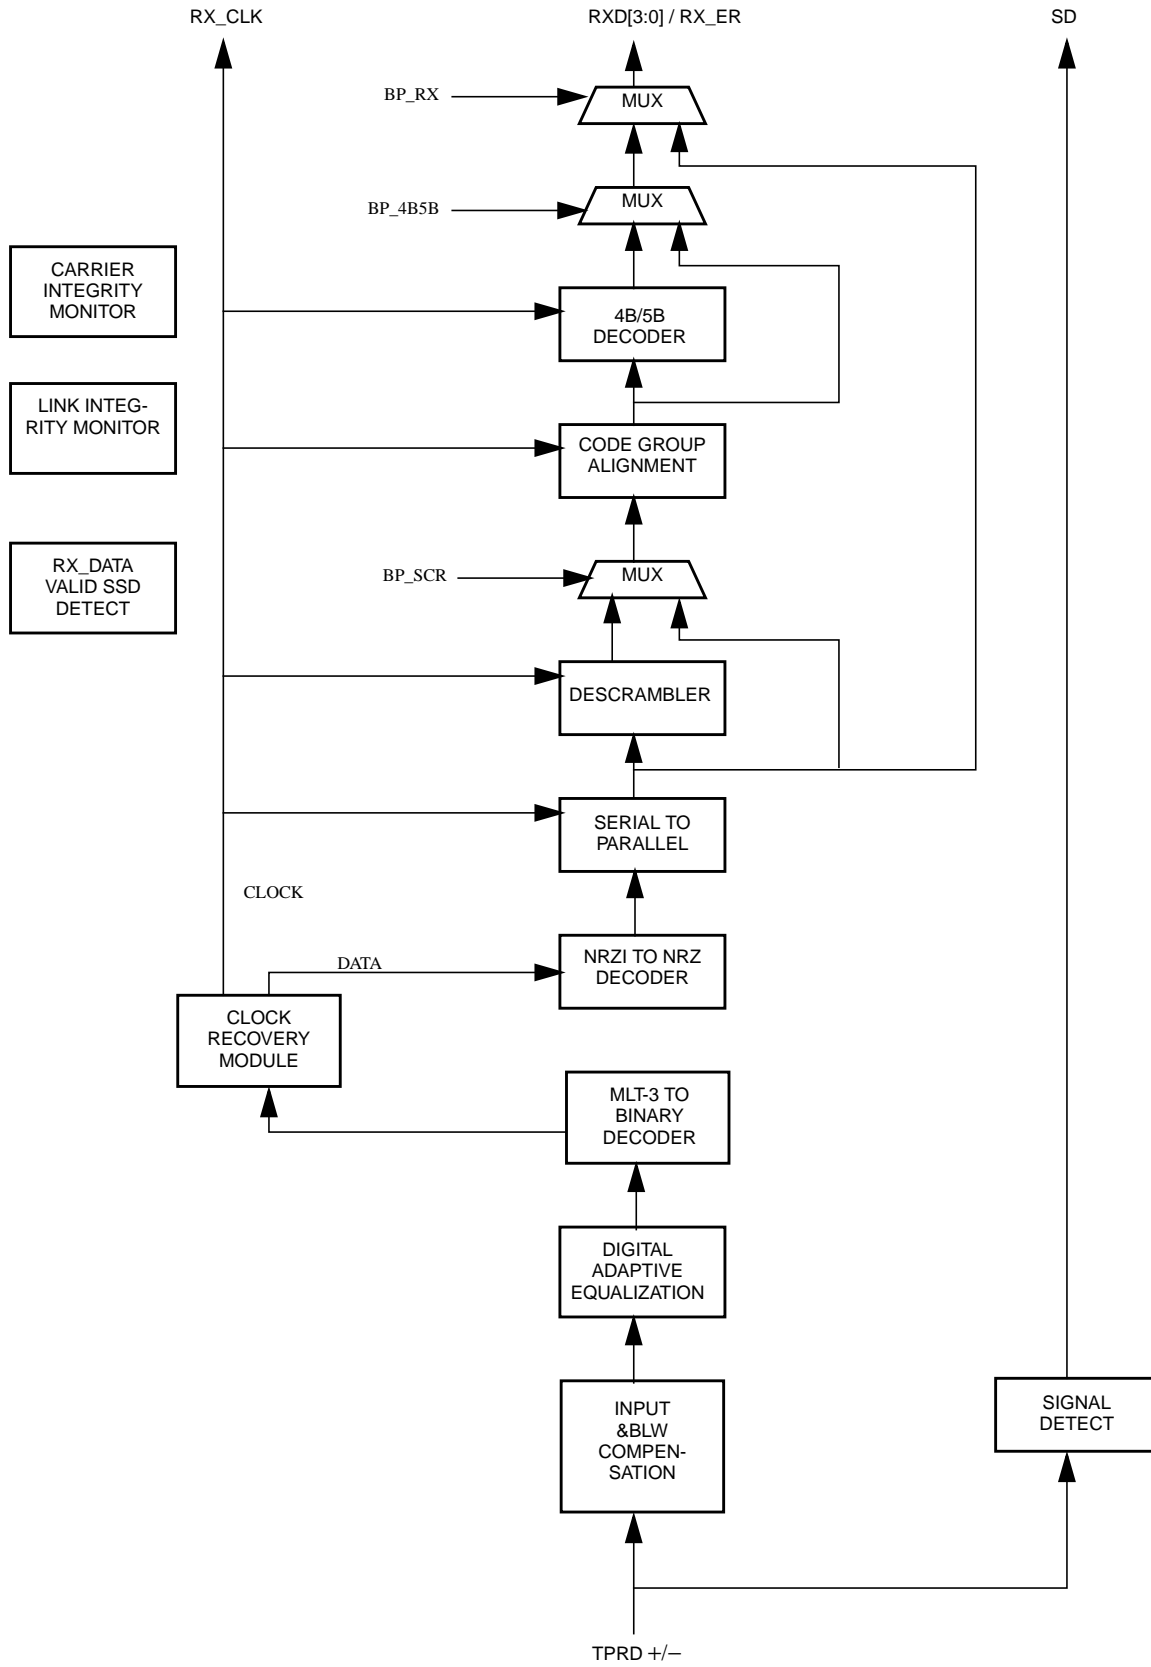 RX_CLK
RXD[3:0] / RX_ER
SD
BP_RX
MUX
BP_4B5B
MUX
CARRIER
INTEGRITY
MONITOR
4B/5B
DECODER
LINK INTEG-
RITY MONITOR
CODE GROUP
ALIGNMENT
RX_DATA
VALID SSD
DETECT
BP_SCR
MUX
DESCRAMBLER
SERIAL TO
PARALLEL
CLOCK
DATA
NRZI TO NRZ
DECODER
CLOCK
RECOVERY
MODULE
MLT-3 TO
BINARY
DECODER
DIGITAL
ADAPTIVE
EQUALIZATION
INPUT
&BLW
COMPEN-
SATION
SIGNAL
DETECT
TPRD +/−